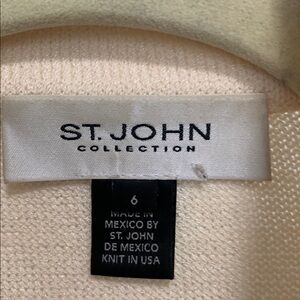 ST. JOHN
COLLECTION
6
MADE IN
MEXICO BY
ST. JOHN
DE MEXICO
KNIT IN USA